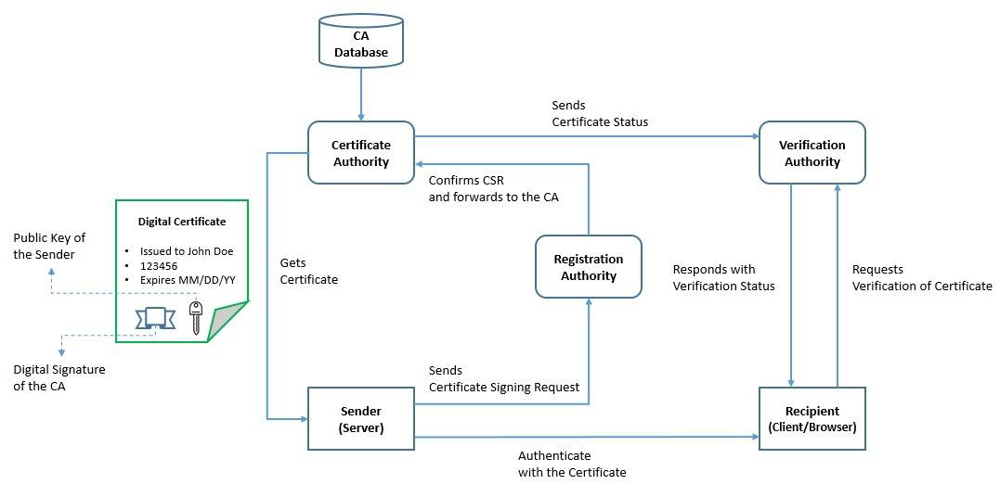 CA
Database
Sends
Certificate Status
Certificate
Authority
Verification
Authority
Confirms CSR
and forwards to the CA
Digital Certificate
• Issued to John Doe
• 123456
• Expires MM/DD/YY
Public Key of
the Sender
Gets
Certificate
Registration
Authority
Responds with
Verification Status
Requests
Verification of Certificate
Digital Signature
of the CA
Sends
Certificate Signing Request
Sender
(Server)
Recipient
(Client/Browser)
Authenticate
with the Certificate